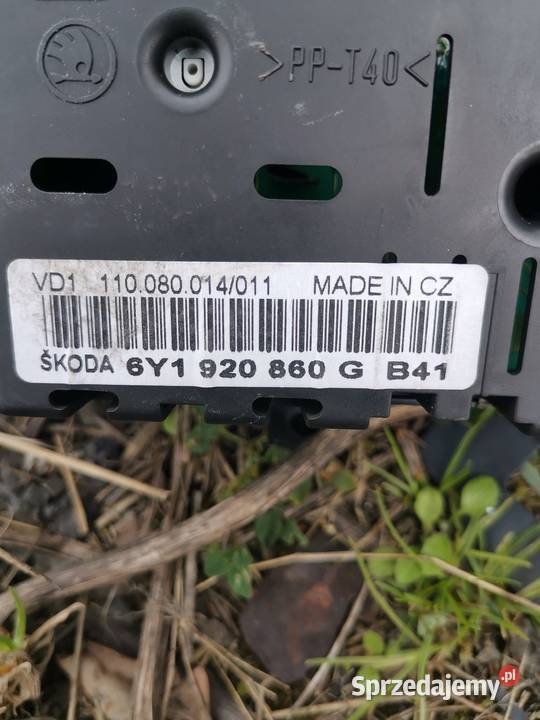 >PP-T40<
VD1 110.080.014/011 MADE IN CZ
ŠKODA 6Y1 920 860 G B41
Sprzedajemy.pl